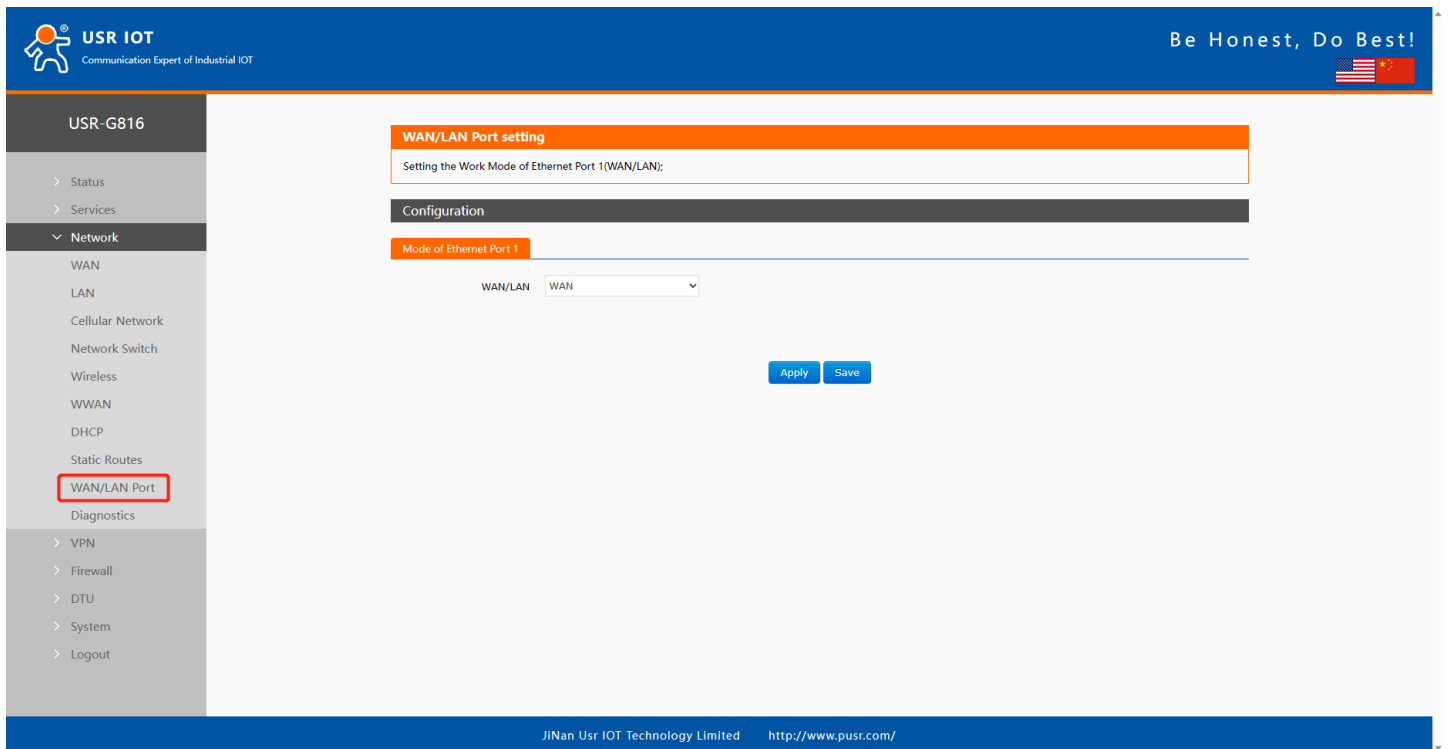 USR IOT
Communication Expert of Industrial IOT
Be Honest, Do Best!
USR-G816
Status
Services
Network
WAN
LAN
Cellular Network
Network Switch
Wireless
WWAN
DHCP
Static Routes
WAN/LAN Port
Diagnostics
VPN
Firewall
DTU
System
Logout
WAN/LAN Port setting
Setting the Work Mode of Ethernet Port 1(WAN/LAN);
Configuration
Mode of Ethernet Port 1
WAN/LAN WAN
Apply Save
JiNan Usr IOT Technology Limited http://www.pusr.com/